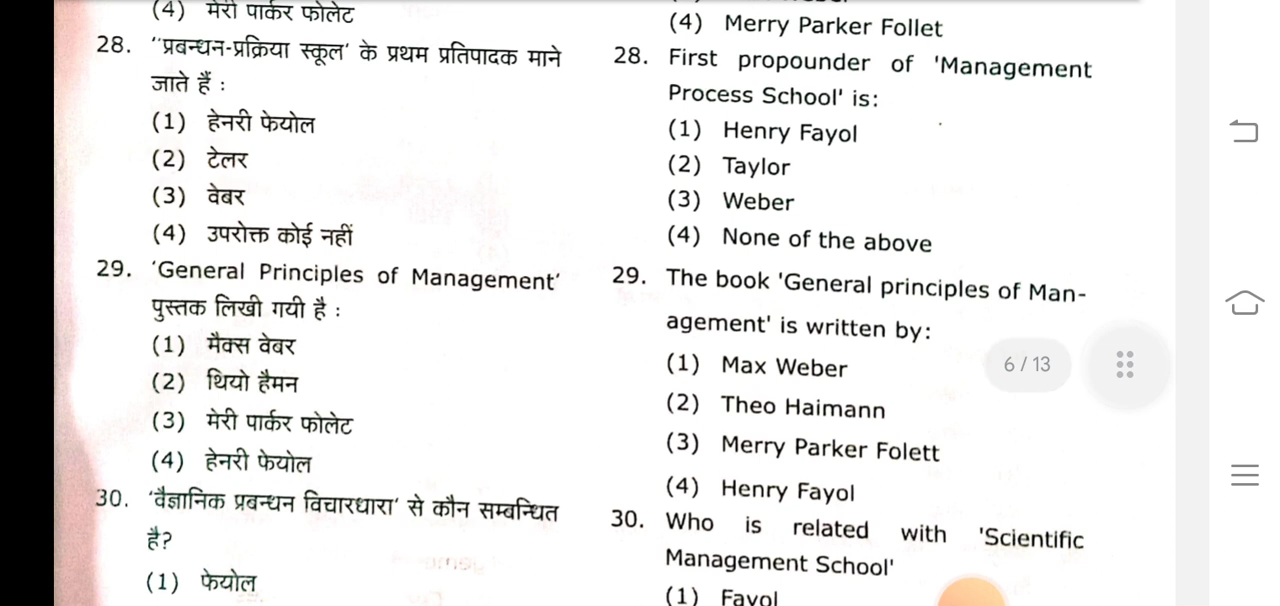 (4) मेरी पार्कर फोलेट
28. ''प्रबन्धन-प्रक्रिया स्कूल' के प्रथम प्रतिपादक माने
जाते हैं :
(1) हेनरी फेयोल
(2) टेलर
(3) वेबर
(4) उपरोक्त कोई नहीं
29. 'General Principles of Management'
पुस्तक लिखी गयी है :
(1) मैक्स वेबर
(2) थियो हैमन
(3) मेरी पार्कर फोलेट
(4) हेनरी फेयोल
30. 'वैज्ञानिक प्रबन्धन विचारधारा' से कौन सम्बन्धित
है?
(1) फेयोल
(4) Merry Parker Follet
28. First propounder of 'Management
Process School' is:
(1) Henry Fayol
(2) Taylor
(3) Weber
(4) None of the above
29. The book 'General principles of Man-
agement' is written by:
(1) Max Weber
(2) Theo Haimann
(3) Merry Parker Folett
(4) Henry Fayol
30. Who is related with 'Scientific
Management School'
(1) Fayol
6 / 13